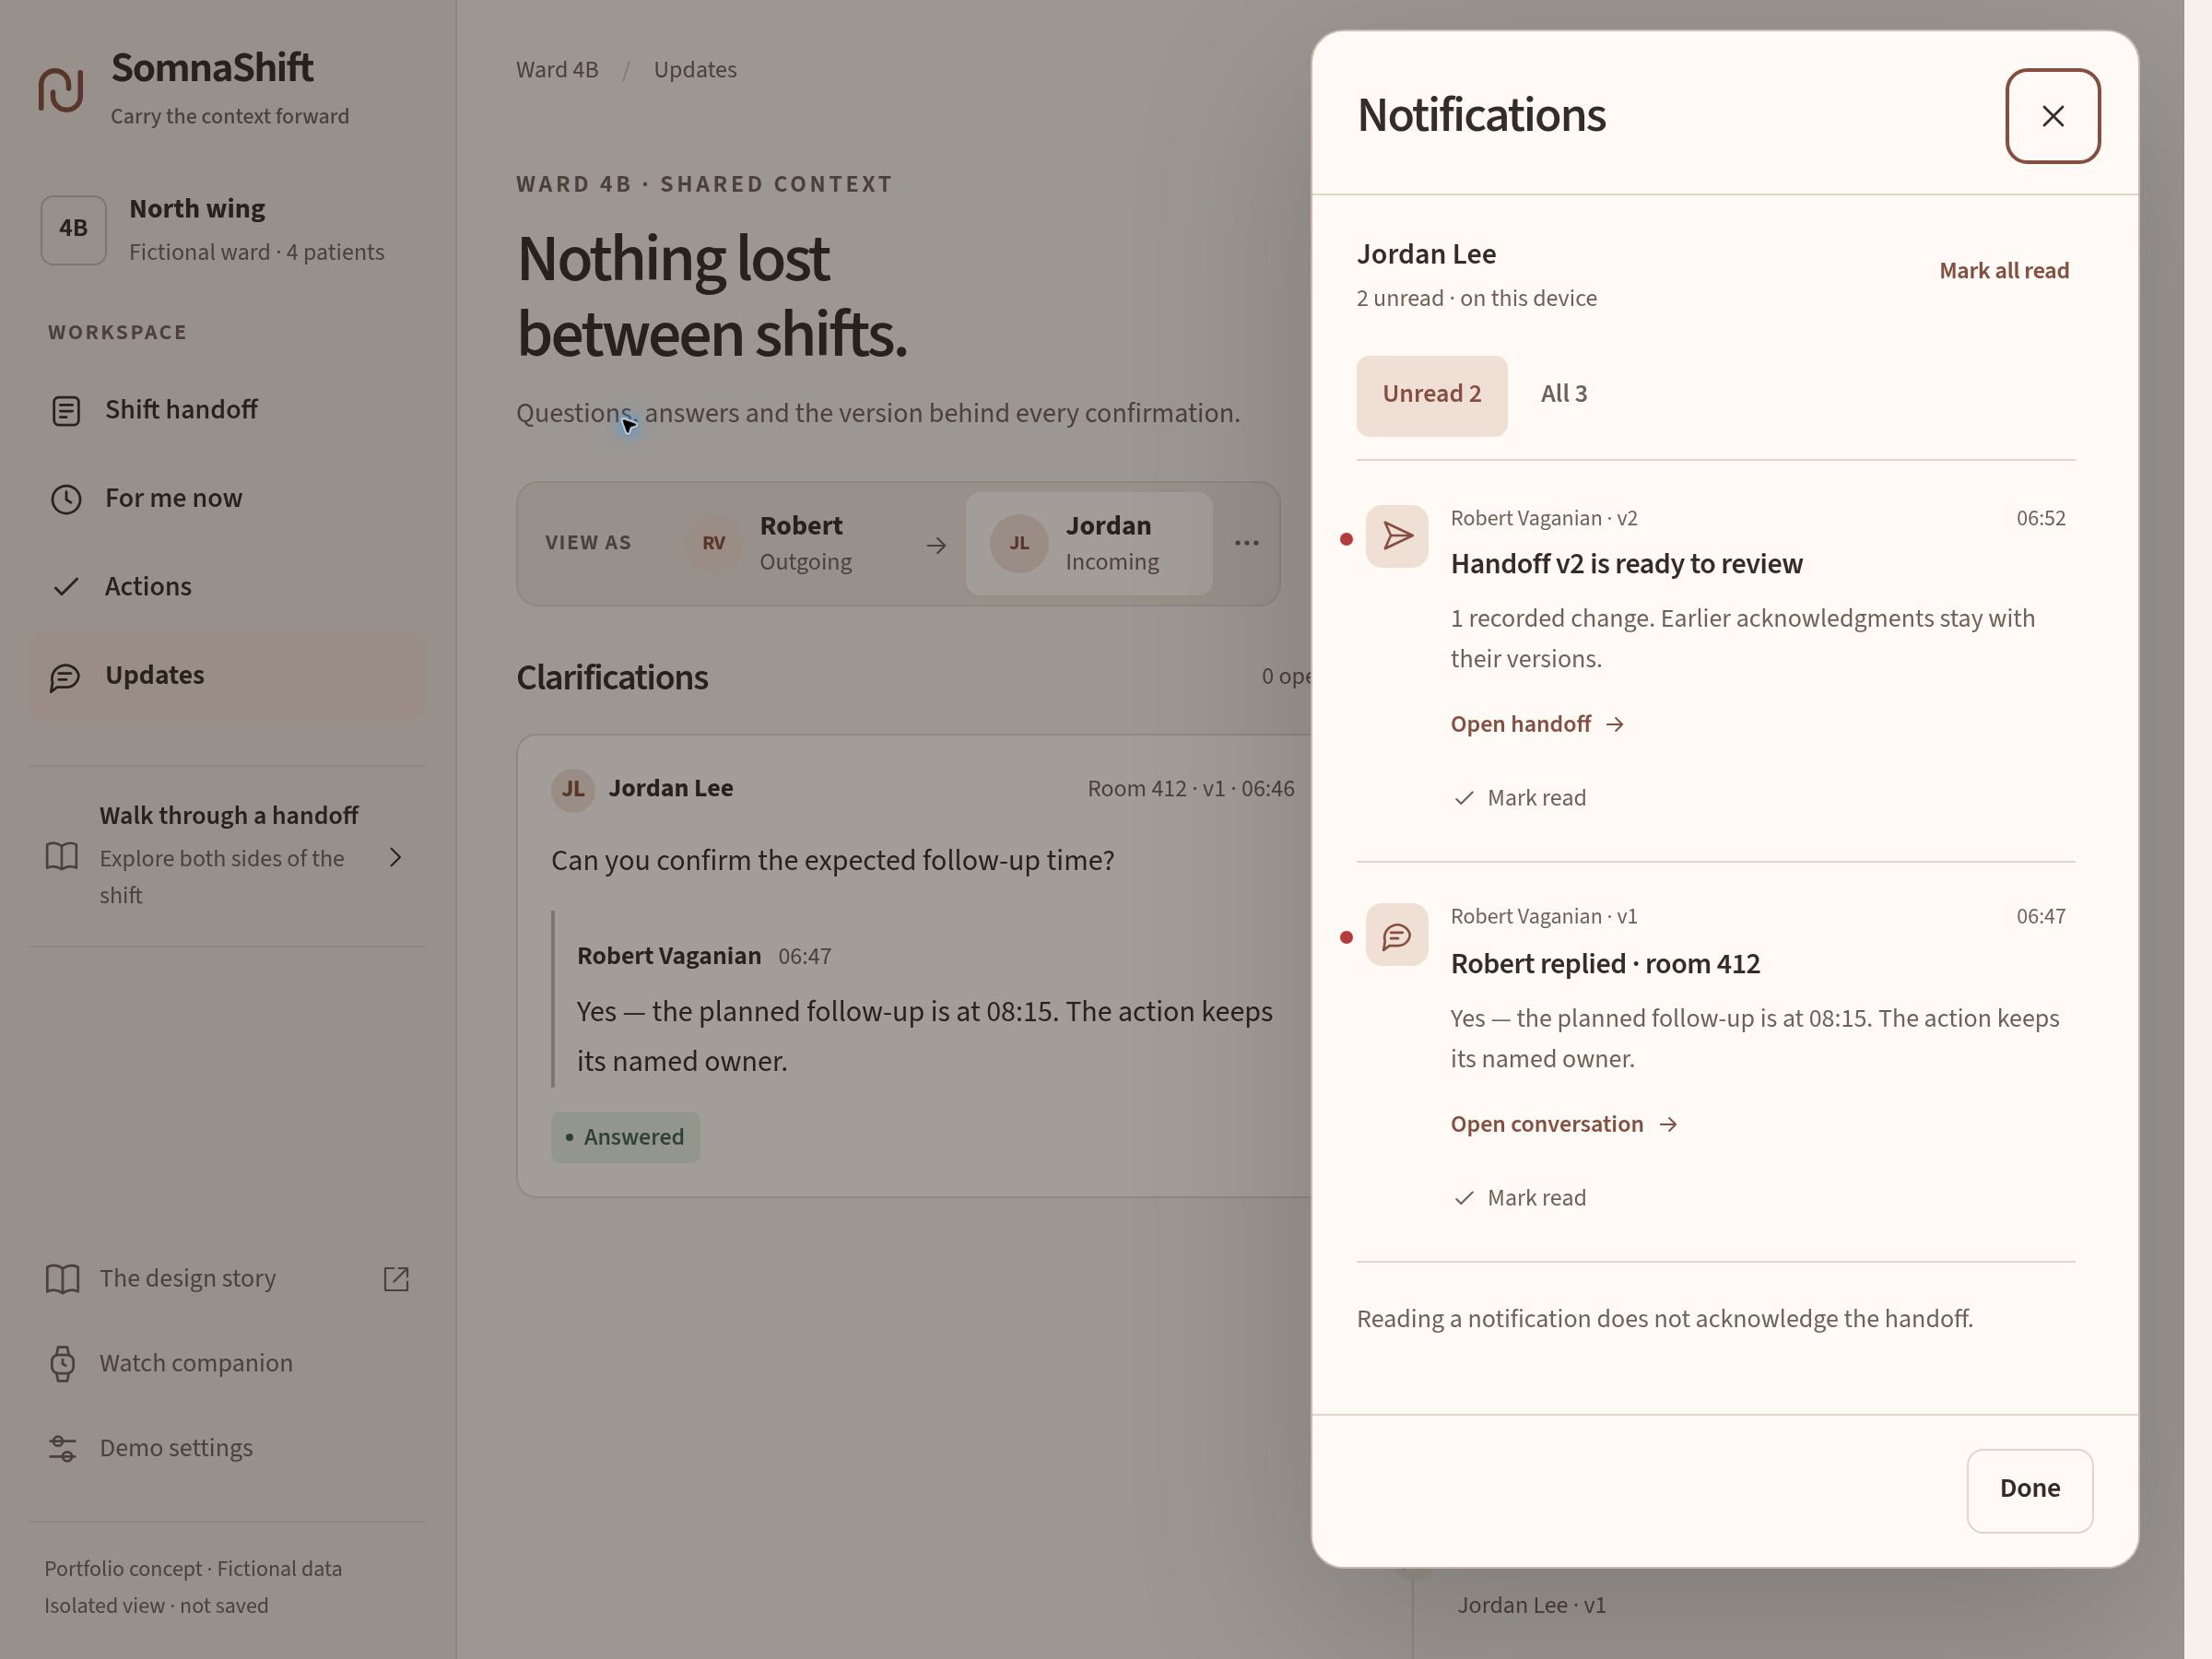 SomnaShift
Carry the context forward
4B
North wing
Fictional ward · 4 patients
WORKSPACE
Shift handoff
For me now
Actions
Updates
Walk through a handoff
Explore both sides of the
shift
The design story
Watch companion
Demo settings
Portfolio concept · Fictional data
Isolated view · not saved
Ward 4B / Updates
WARD 4B · SHARED CONTEXT
Nothing lost
between shifts.
Questions, answers and the version behind every confirmation.
VIEW AS
RV
Robert
Outgoing
JL
Jordan
Incoming
Clarifications
0 ope
JL
Jordan Lee
Room 412 · v1 · 06:46
Can you confirm the expected follow-up time?
Robert Vaganian 06:47
Yes — the planned follow-up is at 08:15. The action keeps
its named owner.
• Answered
Jordan Lee · v1
Notifications
Jordan Lee
2 unread · on this device
Mark all read
Unread 2
All 3
Robert Vaganian · v2
06:52
Handoff v2 is ready to review
1 recorded change. Earlier acknowledgments stay with
their versions.
Open handoff →
Mark read
Robert Vaganian · v1
06:47
Robert replied · room 412
Yes — the planned follow-up is at 08:15. The action keeps
its named owner.
Open conversation →
Mark read
Reading a notification does not acknowledge the handoff.
Done